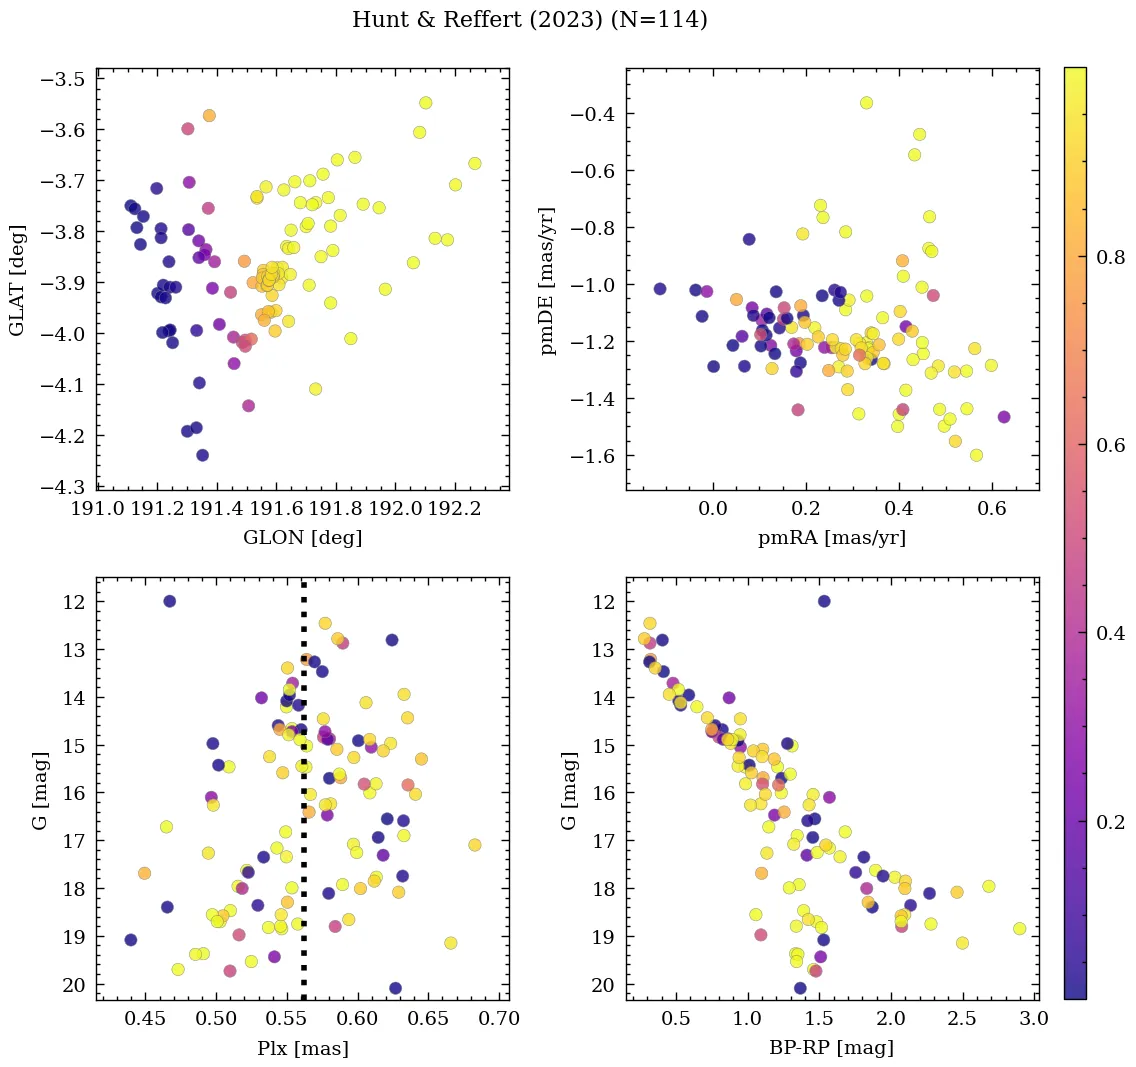 Hunt & Reffert (2023) (N=114)
−3.5
−3.6
−3.7
−3.8
−3.9
−4.0
−4.1
−4.2
−4.3
GLAT [deg]
191.0 191.2 191.4 191.6 191.8 192.0 192.2
GLON [deg]
−0.4
−0.6
−0.8
−1.0
−1.2
−1.4
−1.6
pmDE [mas/yr]
0.0 0.2 0.4 0.6
pmRA [mas/yr]
12
13
14
15
16
17
18
19
20
G [mag]
0.45 0.50 0.55 0.60 0.65 0.70
Plx [mas]
12
13
14
15
16
17
18
19
20
G [mag]
0.5 1.0 1.5 2.0 2.5 3.0
BP-RP [mag]
0.8
0.6
0.4
0.2